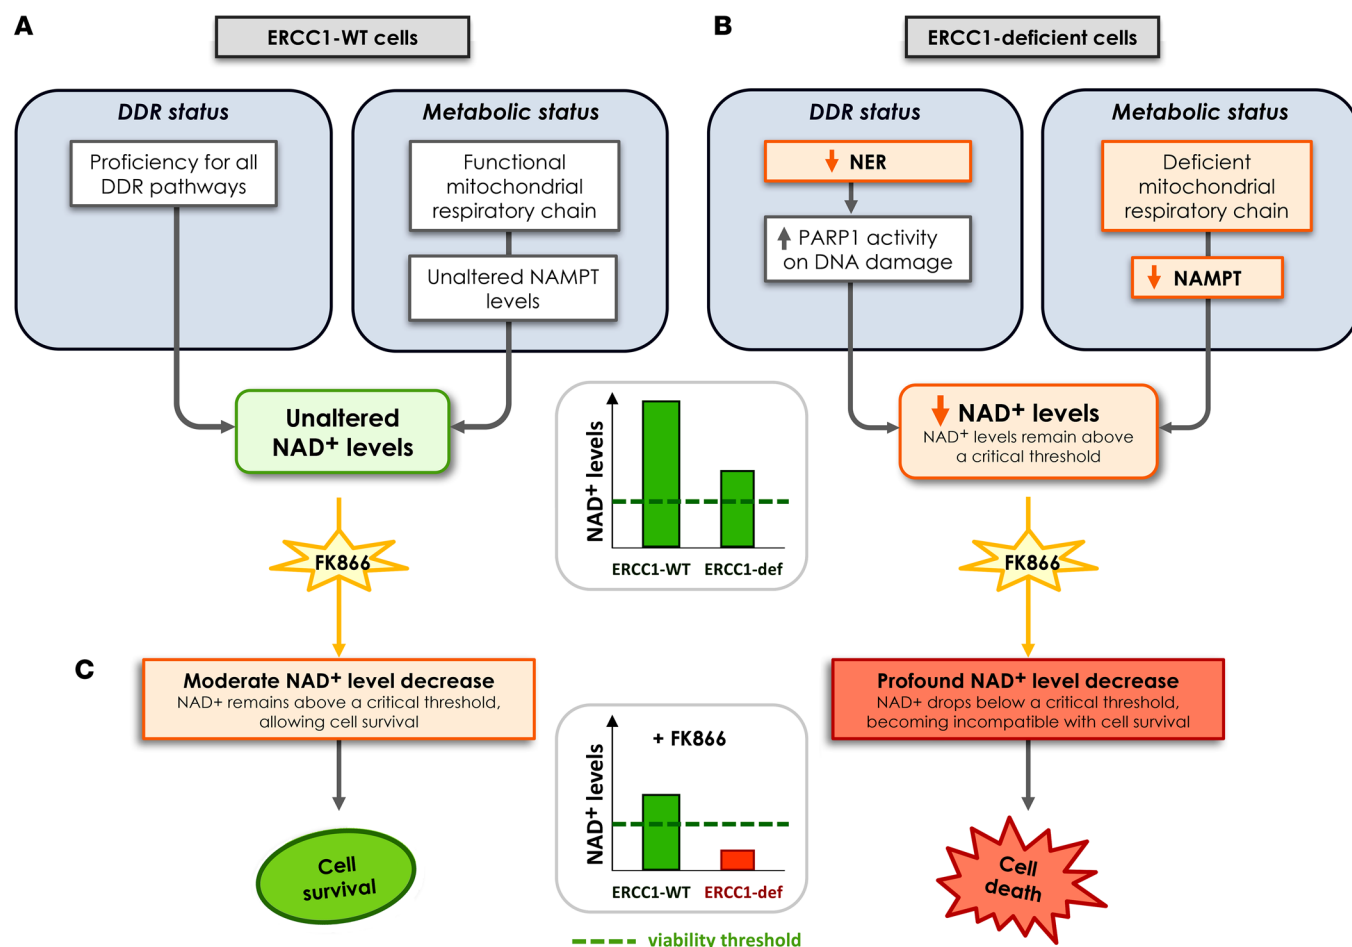 A
ERCC1-WT cells
DDR status
Proficiency for all
DDR pathways
Metabolic status
Functional
mitochondrial
respiratory chain
Unaltered NAMPT
levels
Unaltered
NAD+ levels
FK866
B
ERCC1-deficient cells
DDR status
NER
PARP1 activity
on DNA damage
Metabolic status
Deficient
mitochondrial
respiratory chain
NAMPT
NAD+ levels
NAD+ levels remain above
a critical threshold
FK866
NAD+ levels
ERCC1-WT
ERCC1-def
C
Moderate NAD+ level decrease
NAD+ remains above a critical threshold,
allowing cell survival
Cell
survival
Profound NAD+ level decrease
NAD+ drops below a critical threshold,
becoming incompatible with cell survival
Cell
death
+ FK866
NAD+ levels
ERCC1-WT
ERCC1-def
viability threshold